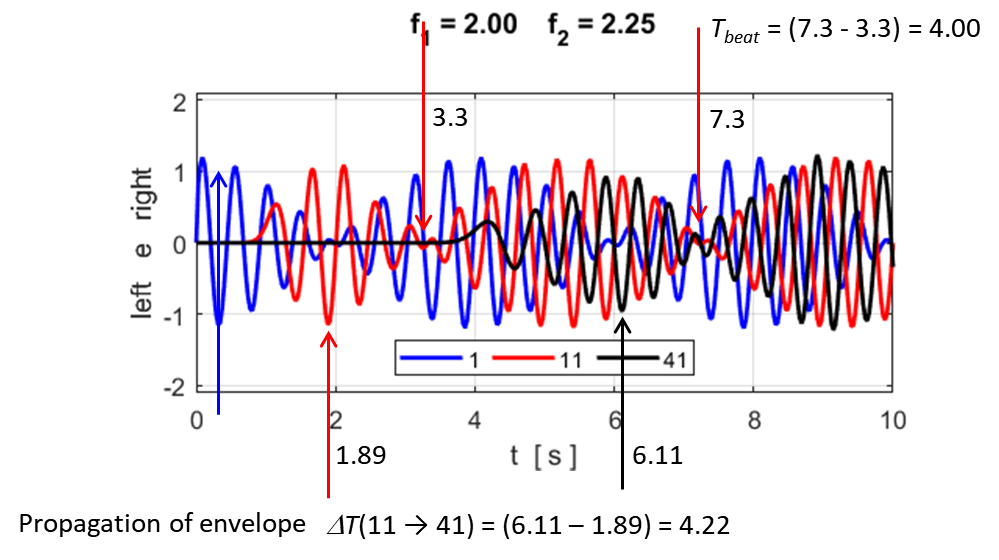 f₁ = 2.00 f₂ = 2.25
T_beat = (7.3 - 3.3) = 4.00
3.3
7.3
2
1
0
-1
-2
left e right
1 11 41
0 2 4 6 8 10
1.89
t [ s ]
6.11
Propagation of envelope ΔT(11 → 41) = (6.11 – 1.89) = 4.22